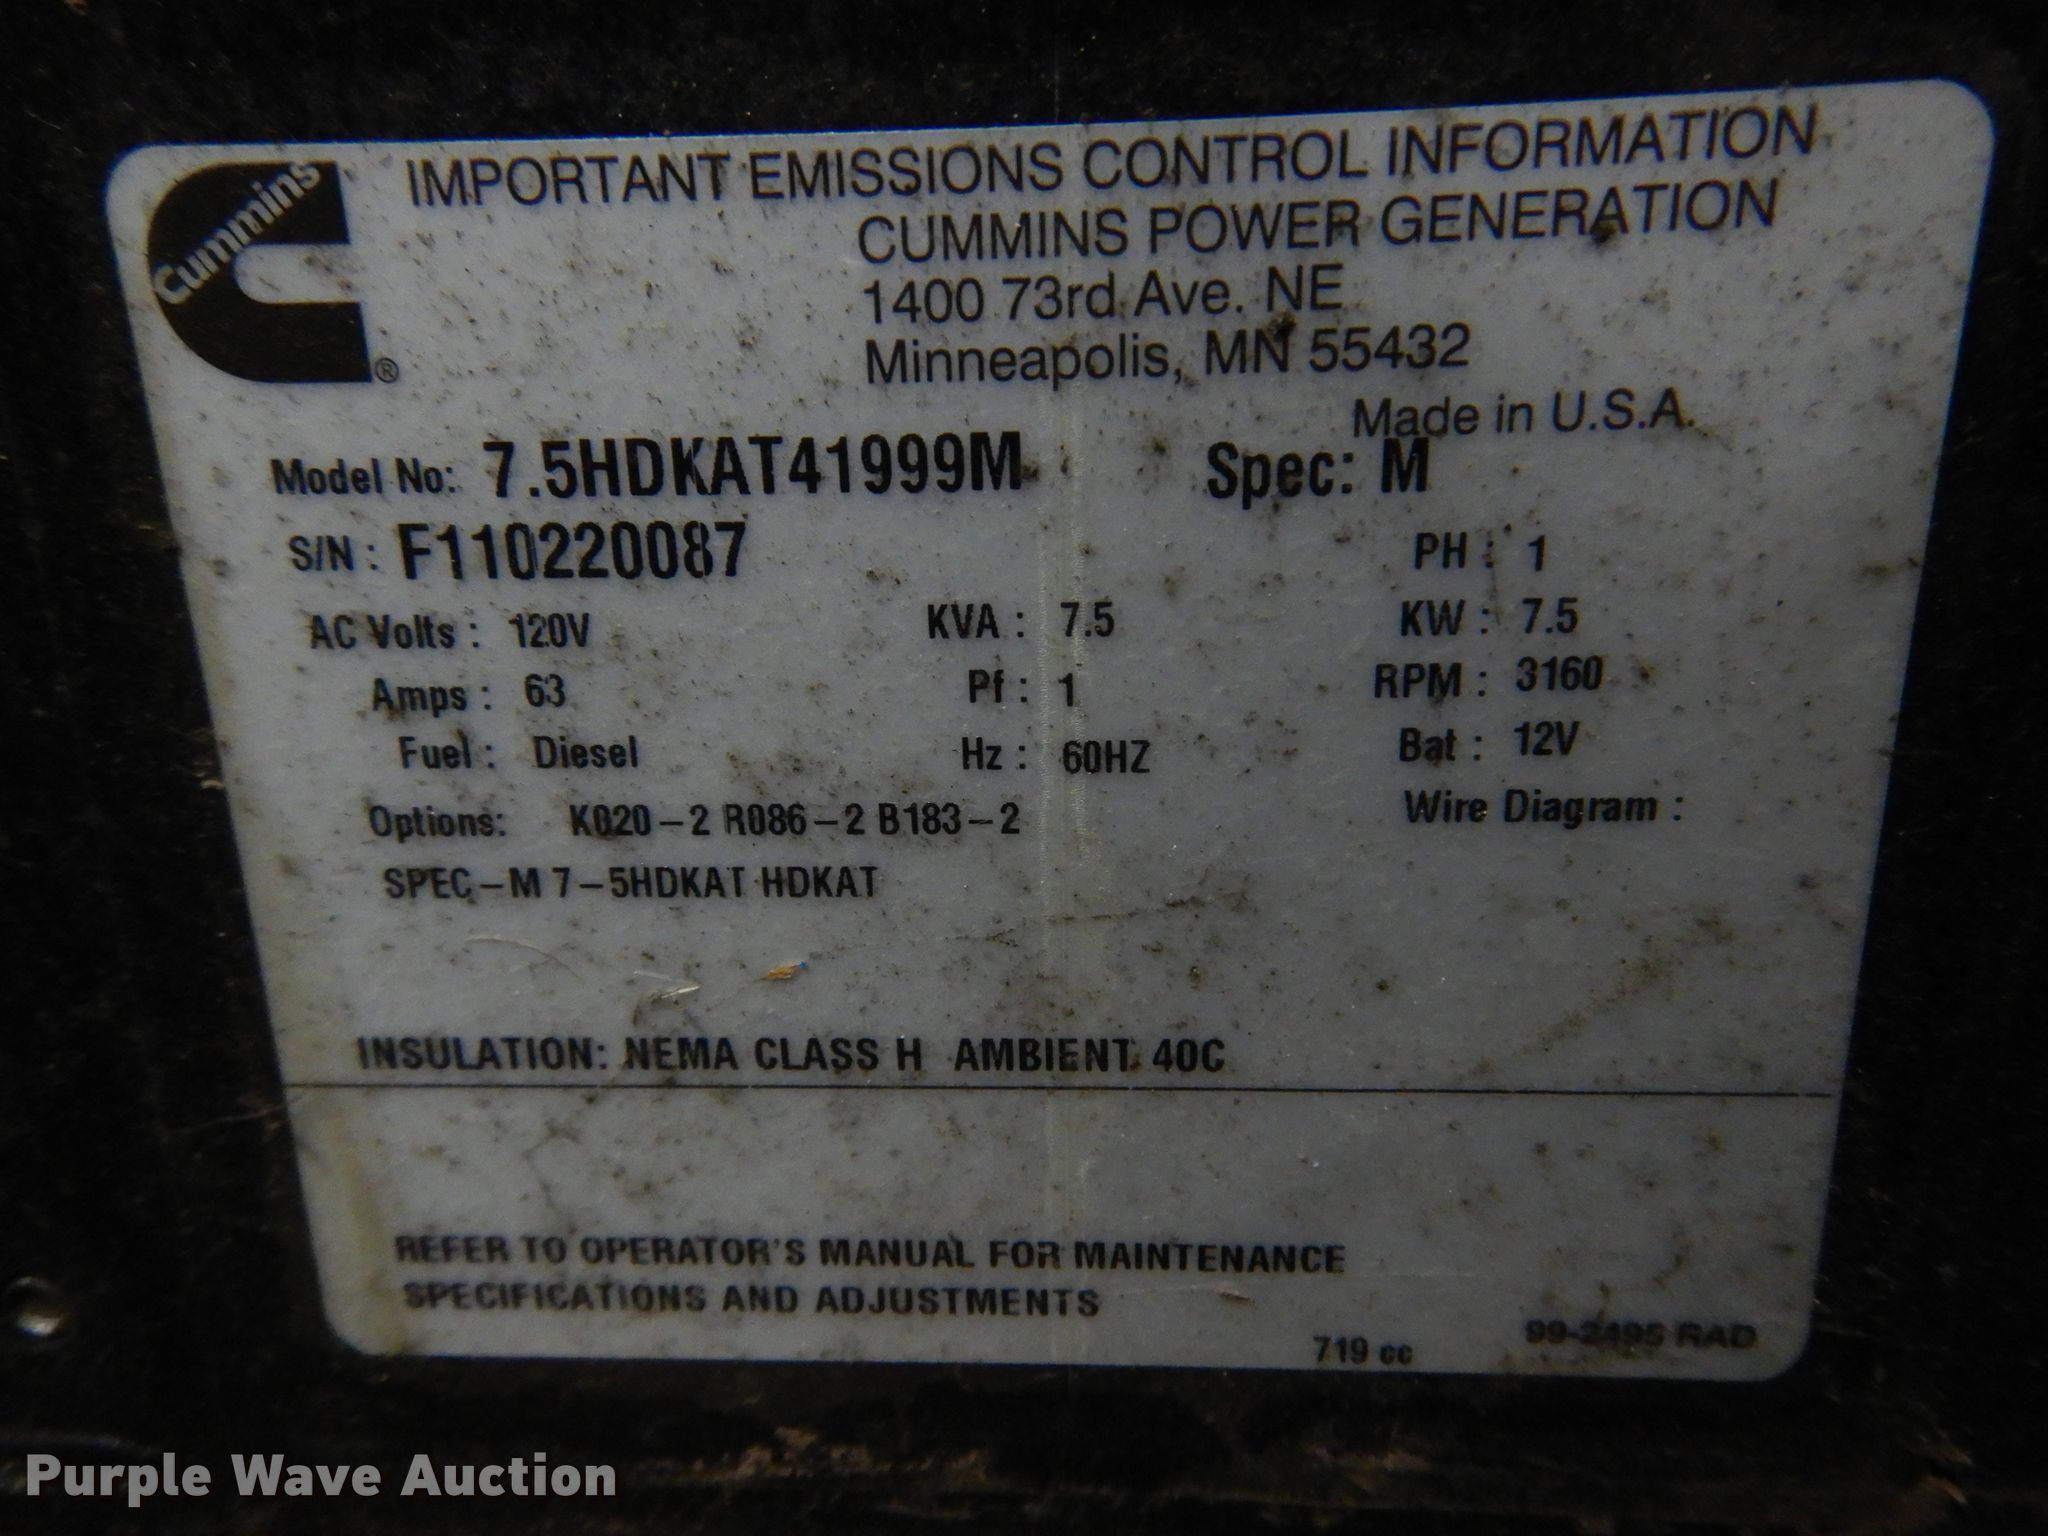 Cummins
®
IMPORTANT EMISSIONS CONTROL INFORMATION
CUMMINS POWER GENERATION
1400 73rd Ave. NE
Minneapolis, MN 55432
Made in U.S.A.
Model No: 7.5HDKAT41999M Spec: M
S/N : F110220087 PH : 1
AC Volts : 120V KVA : 7.5 KW : 7.5
Amps : 63 Pf : 1 RPM : 3160
Fuel : Diesel Hz : 60HZ Bat : 12V
Options: K020-2 R086-2 B183-2 Wire Diagram :
SPEC-M 7-5HDKAT HDKAT
INSULATION: NEMA CLASS H AMBIENT 40C
REFER TO OPERATOR'S MANUAL FOR MAINTENANCE
SPECIFICATIONS AND ADJUSTMENTS
719 cc 99-2495 RAD
Purple Wave Auction